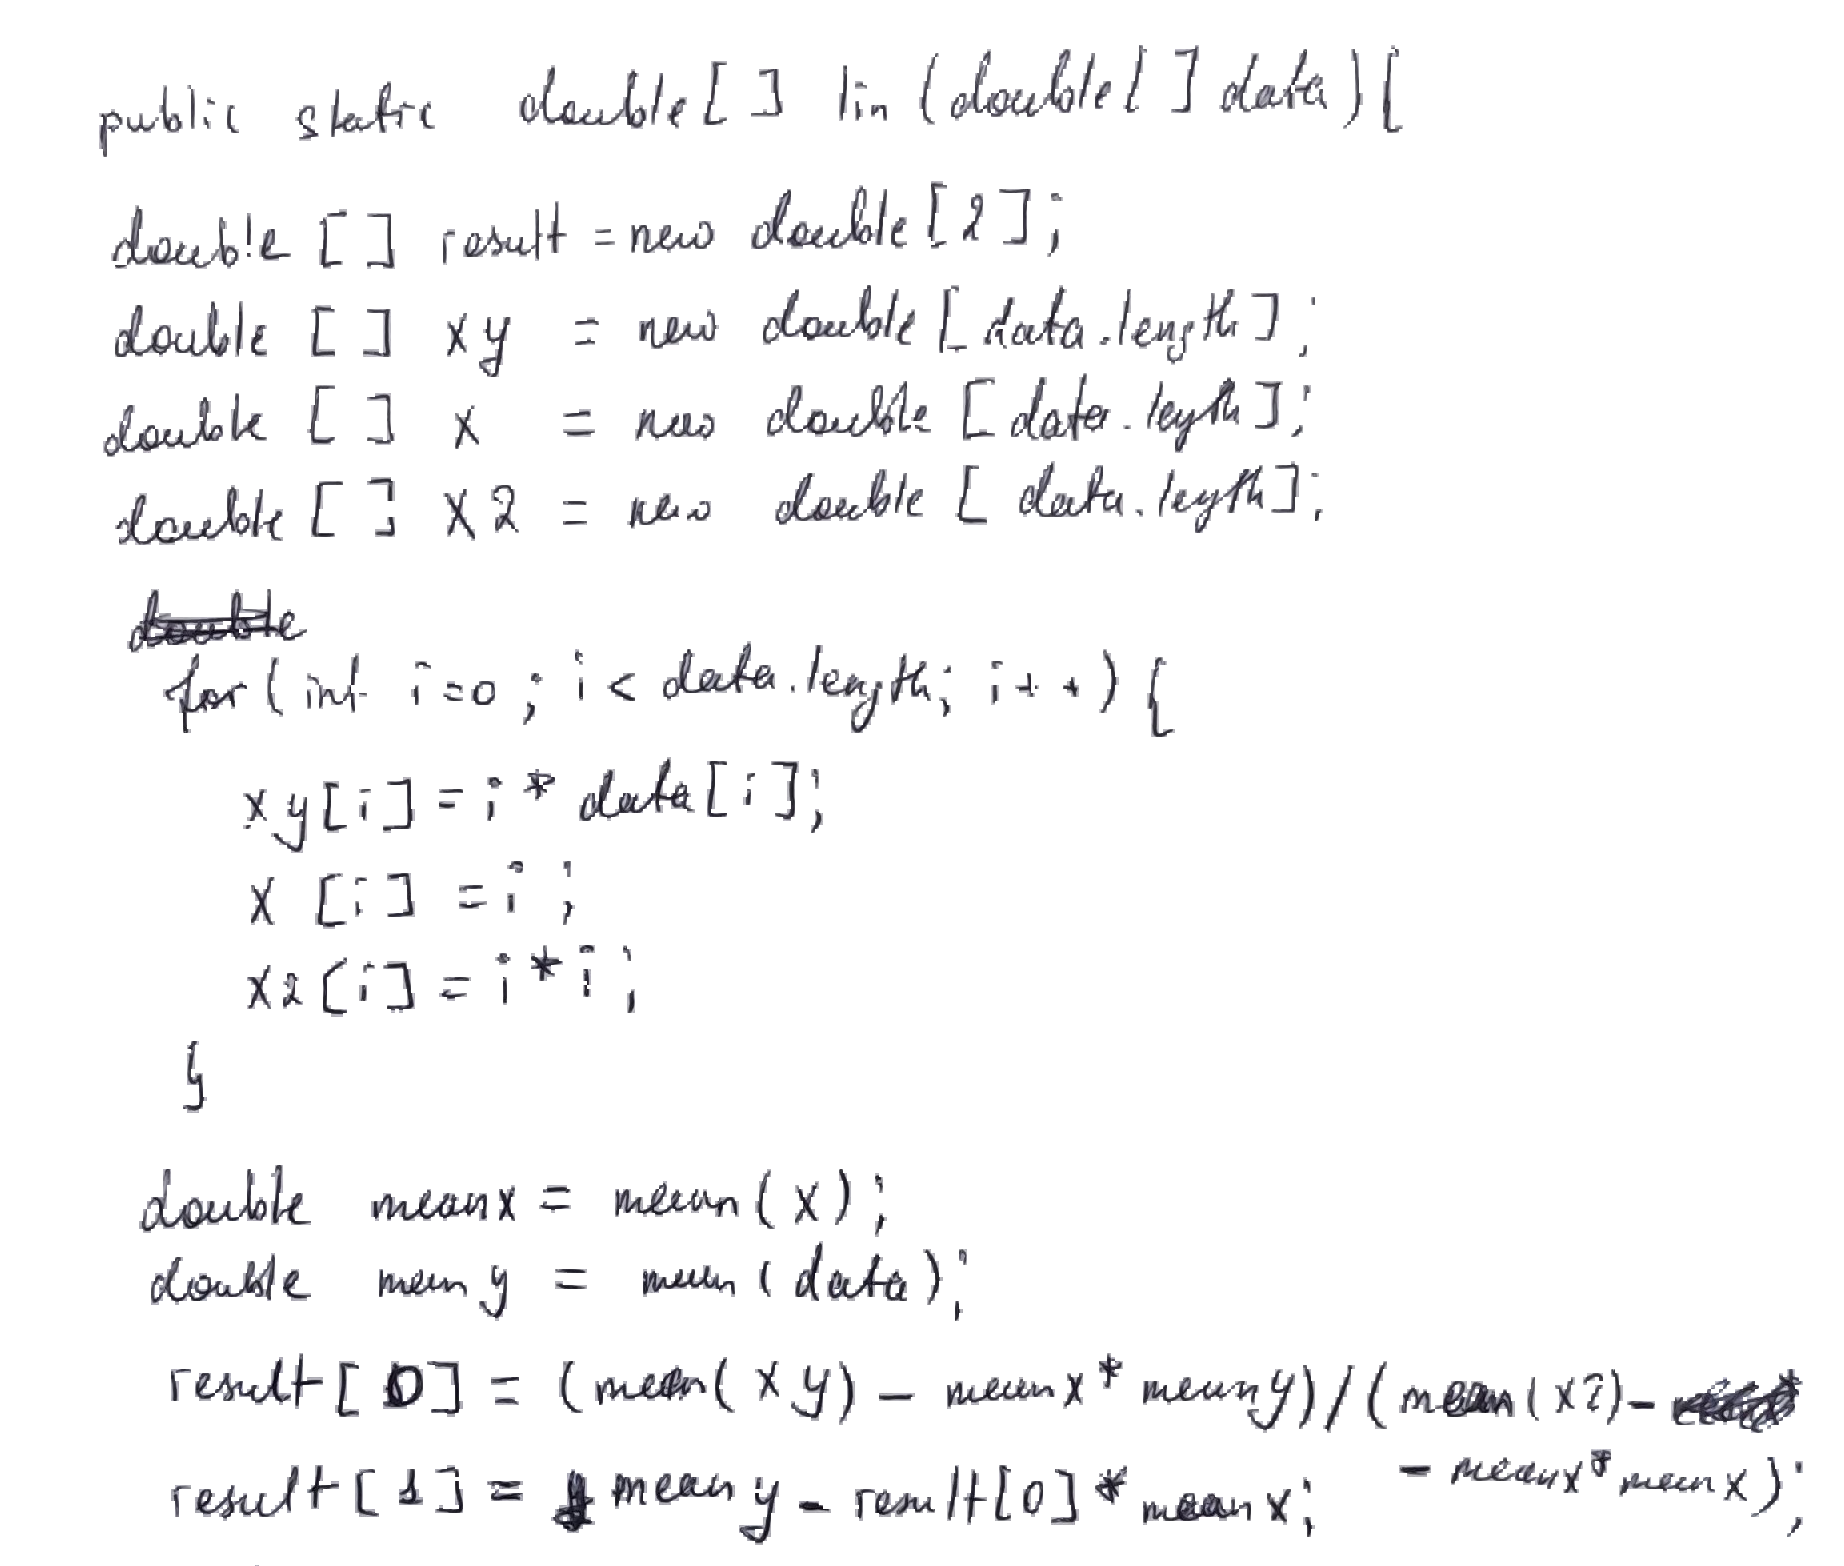 public static double[] lin (double[] data) {
double [] result = new double [2];
double [] xy = new double [data.length];
double [] x = new double [data.length];
double [] x2 = new double [data.length];
double
for (int i=0; i < data.length; i++) {
xy[i] = i * data[i];
x [i] = i ;
x2[i] = i * i ;
}
double meanx = mean(x);
double meany = mean(data);
result[0] = (mean(xy) - meanx * meany) / (mean(x2) -
- meanx * meanx);
result[1] = meany - result[0] * meanx;